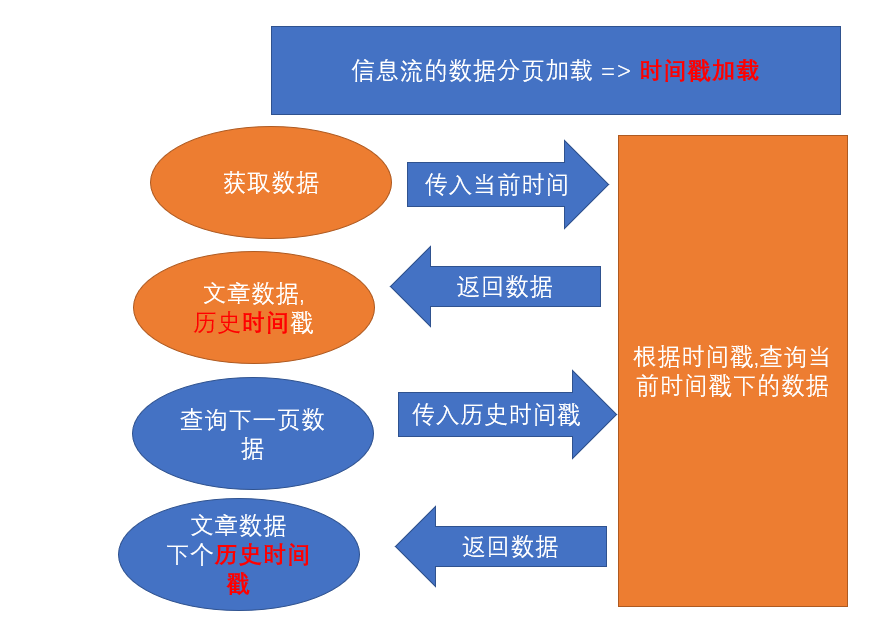 信息流的数据分页加载 => 时间戳加载
获取数据
传入当前时间
返回数据
文章数据,
历史时间戳
根据时间戳,查询当
前时间戳下的数据
查询下一页数
据
传入历史时间戳
文章数据
下个历史时间
戳
返回数据